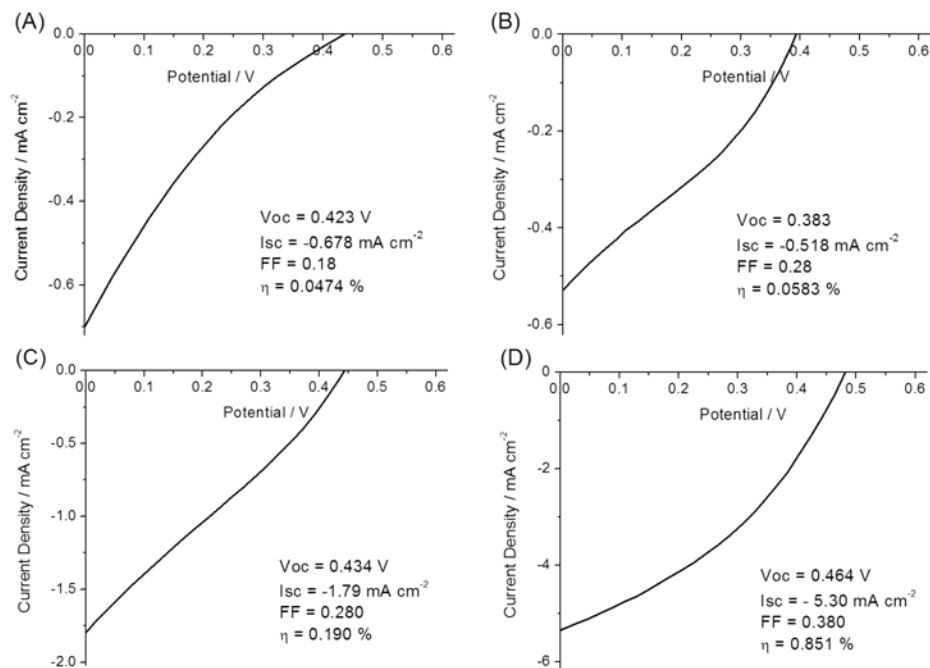 (A)
0.0 0.1 0.2 0.3 0.4 0.5 0.6
0.0
-0.2
-0.4
-0.6
Potential / V
Current Density / mA cm⁻²
Voc = 0.423 V
Isc = -0.678 mA cm⁻²
FF = 0.18
η = 0.0474 %
(B)
0.0 0.1 0.2 0.3 0.4 0.5 0.6
0.0
-0.2
-0.4
-0.6
Potential / V
Current Density / mA cm⁻²
Voc = 0.383
Isc = -0.518 mA cm⁻²
FF = 0.28
η = 0.0583 %
(C)
0.0 0.1 0.2 0.3 0.4 0.5 0.6
0.0
-0.5
-1.0
-1.5
-2.0
Potential / V
Current Density / mA cm⁻²
Voc = 0.434 V
Isc = -1.79 mA cm⁻²
FF = 0.280
η = 0.190 %
(D)
0.0 0.1 0.2 0.3 0.4 0.5 0.6
0
-2
-4
-6
Potential / V
Current Density / mA cm⁻²
Voc = 0.464 V
Isc = - 5.30 mA cm⁻²
FF = 0.380
η = 0.851 %